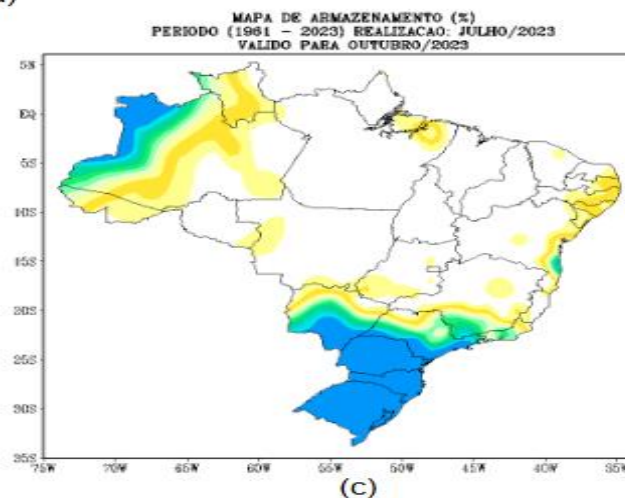 MAPA DE ARMAZENAMENTO (%)
PERIODO (1961 - 2023) REALIZACAO: JULHO/2023
VALIDO PARA OUTUBRO/2023
5N
EQ
5S
10S
15S
20S
25S
30S
35S
75W 70W 60W 55W 50W 45W 40W 35W
(c)